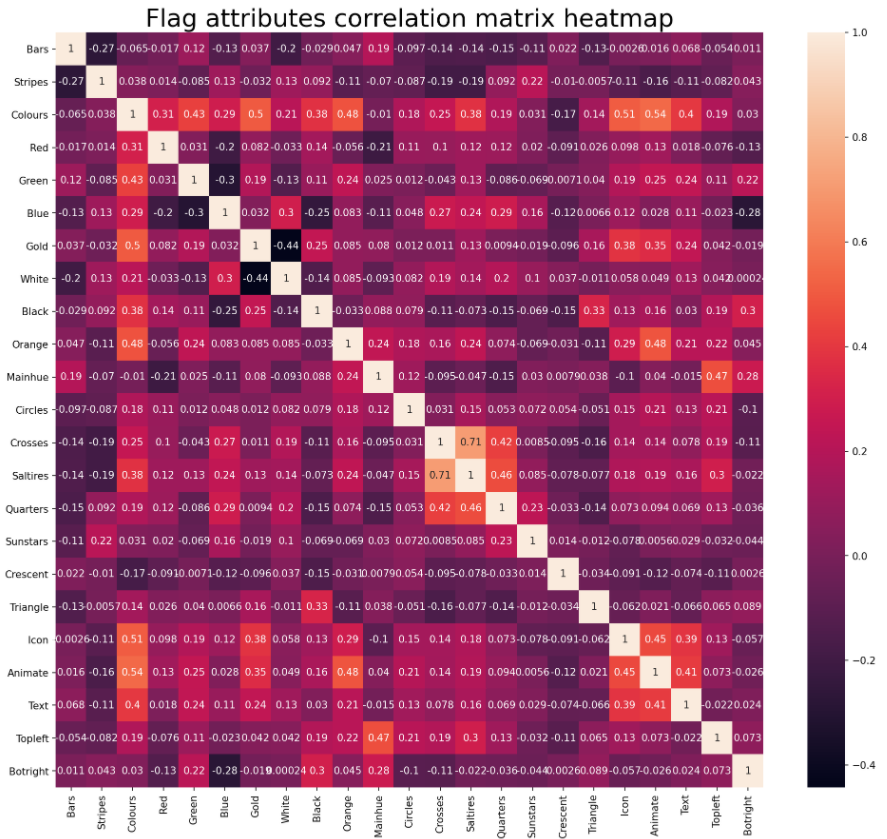 Flag attributes correlation matrix heatmap
Bars 1 -0.27 -0.065 -0.017 0.12 -0.13 0.037 -0.2 -0.029 0.047 0.19 -0.097 -0.14 -0.14 -0.15 -0.11 0.022 -0.13 -0.0026 0.016 0.068 -0.054 0.011
Stripes -0.27 1 0.038 0.014 -0.085 0.13 -0.032 0.13 0.092 -0.11 -0.07 -0.087 -0.19 -0.19 0.092 0.22 -0.01 -0.0057 -0.11 -0.16 -0.11 -0.082 0.043
Colours -0.065 0.038 1 0.31 0.43 0.29 0.5 0.21 0.38 0.48 -0.01 0.18 0.25 0.38 0.19 0.031 -0.17 0.14 0.51 0.54 0.4 0.19 0.03
Red -0.017 0.014 0.31 1 0.031 -0.2 0.082 -0.033 0.14 -0.056 -0.21 0.11 0.1 0.12 0.12 0.02 -0.091 0.026 0.098 0.13 0.018 -0.076 -0.13
Green 0.12 -0.085 0.43 0.031 1 -0.3 0.19 -0.13 0.11 0.24 0.025 0.012 -0.043 0.13 -0.086 -0.069 0.0071 0.04 0.19 0.25 0.24 0.11 0.22
Blue -0.13 0.13 0.29 -0.2 -0.3 1 0.032 0.3 -0.25 0.083 -0.11 0.048 0.27 0.24 0.29 0.16 -0.12 0.0066 0.12 0.028 0.11 -0.023 -0.28
Gold 0.037 -0.032 0.5 0.082 0.19 0.032 1 -0.44 0.25 0.085 0.08 0.012 0.011 0.13 0.0094 -0.019 -0.096 0.16 0.38 0.35 0.24 0.042 -0.019
White -0.2 0.13 0.21 -0.033 -0.13 0.3 -0.44 1 -0.14 0.085 -0.093 0.082 0.19 0.14 0.2 0.1 0.037 -0.011 0.058 0.049 0.13 0.042 0.00024
Black -0.029 0.092 0.38 0.14 0.11 -0.25 0.25 -0.14 1 -0.033 0.088 0.079 -0.11 -0.073 -0.15 -0.069 -0.15 0.33 0.13 0.16 0.03 0.19 0.3
Orange 0.047 -0.11 0.48 -0.056 0.24 0.083 0.085 0.085 -0.033 1 0.24 0.18 0.16 0.24 0.074 -0.069 -0.031 -0.11 0.29 0.48 0.21 0.22 0.045
Mainhue 0.19 -0.07 -0.01 -0.21 0.025 -0.11 0.08 -0.093 0.088 0.24 1 0.12 -0.095 -0.047 -0.15 0.03 0.0079 0.038 -0.1 0.04 -0.015 0.47 0.28
Circles -0.097 -0.087 0.18 0.11 0.012 0.048 0.012 0.082 0.079 0.18 0.12 1 0.031 0.15 0.053 0.072 0.054 -0.051 0.15 0.21 0.13 0.21 -0.1
Crosses -0.14 -0.19 0.25 0.1 -0.043 0.27 0.011 0.19 -0.11 0.16 -0.095 0.031 1 0.71 0.42 0.0085 -0.095 -0.16 0.14 0.14 0.078 0.19 -0.11
Saltires -0.14 -0.19 0.38 0.12 0.13 0.24 0.13 0.14 -0.073 0.24 -0.047 0.15 0.71 1 0.46 0.085 -0.078 -0.077 0.18 0.19 0.16 0.3 -0.022
Quarters -0.15 0.092 0.19 0.12 -0.086 0.29 0.0094 0.2 -0.15 0.074 -0.15 0.053 0.42 0.46 1 0.23 -0.033 -0.14 0.073 0.094 0.069 0.13 -0.036
Sunstars -0.11 0.22 0.031 0.02 -0.069 0.16 -0.019 0.1 -0.069 -0.069 0.03 0.072 0.0085 0.085 0.23 1 0.014 -0.012 -0.078 0.0056 0.029 -0.032 -0.044
Crescent 0.022 -0.01 -0.17 -0.091 0.0071 -0.12 -0.096 0.037 -0.15 -0.031 0.0079 0.054 -0.095 -0.078 -0.033 0.014 1 -0.034 -0.091 -0.12 -0.074 -0.11 0.0026
Triangle -0.13 -0.0057 0.14 0.026 0.04 0.0066 0.16 -0.011 0.33 -0.11 0.038 -0.051 -0.16 -0.077 -0.14 -0.012 -0.034 1 -0.062 0.021 -0.066 0.065 0.089
Icon -0.0026 -0.11 0.51 0.098 0.19 0.12 0.38 0.058 0.13 0.29 -0.1 0.15 0.14 0.18 0.073 -0.078 -0.091 -0.062 1 0.45 0.39 0.13 -0.057
Animate 0.016 -0.16 0.54 0.13 0.25 0.028 0.35 0.049 0.16 0.48 0.04 0.21 0.14 0.19 0.094 0.0056 -0.12 0.021 0.45 1 0.41 0.073 -0.026
Text 0.068 -0.11 0.4 0.018 0.24 0.11 0.24 0.13 0.03 0.21 -0.015 0.13 0.078 0.16 0.069 0.029 -0.074 -0.066 0.39 0.41 1 -0.022 0.024
Topleft -0.054 -0.082 0.19 -0.076 0.11 -0.023 0.042 0.042 0.19 0.22 0.47 0.21 0.19 0.3 0.13 -0.032 -0.11 0.065 0.13 0.073 -0.022 1 0.073
Botright 0.011 0.043 0.03 -0.13 0.22 -0.28 -0.019 0.00024 0.3 0.045 0.28 -0.1 -0.11 -0.022 -0.036 -0.044 0.0026 0.089 -0.057 -0.026 0.024 0.073 1
Bars Stripes Colours Red Green Blue Gold White Black Orange Mainhue Circles Crosses Saltires Quarters Sunstars Crescent Triangle Icon Animate Text Topleft Botright
1.0
0.8
0.6
0.4
0.2
0.0
−0.2
−0.4